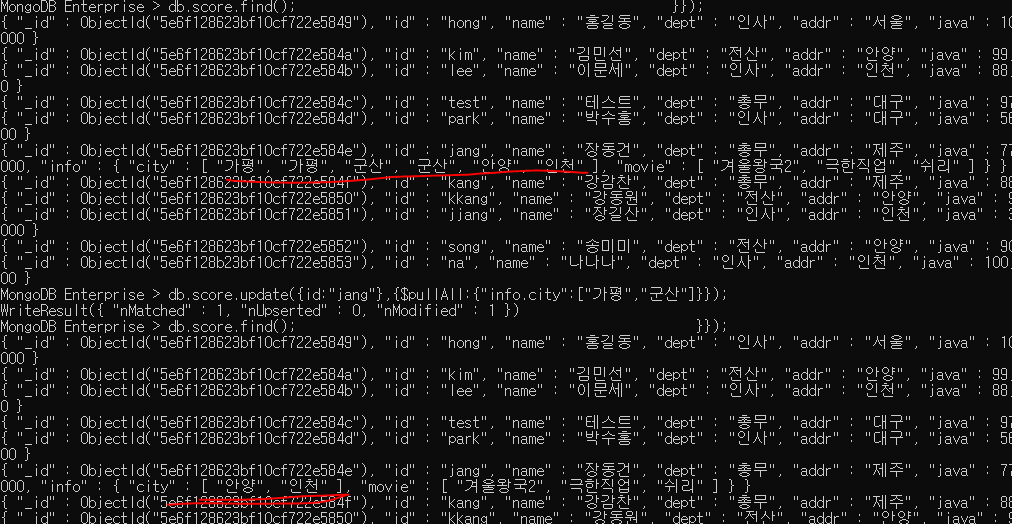 MongoDB Enterprise > db.score.find(); }});
{ "_id" : ObjectId("5e6f128623bf10cf722e5849"), "id" : "hong", "name" : "홍길동", "dept" : "인사", "addr" : "서울", "java" : 10
000 }
{ "_id" : ObjectId("5e6f128623bf10cf722e584a"), "id" : "kim", "name" : "김민선", "dept" : "전산", "addr" : "안양", "java" : 99,
{ "_id" : ObjectId("5e6f128623bf10cf722e584b"), "id" : "lee", "name" : "이문세", "dept" : "인사", "addr" : "인천", "java" : 88,
0 }
{ "_id" : ObjectId("5e6f128623bf10cf722e584c"), "id" : "test", "name" : "테스트", "dept" : "총무", "addr" : "대구", "java" : 97
{ "_id" : ObjectId("5e6f128623bf10cf722e584d"), "id" : "park", "name" : "박수홍", "dept" : "인사", "addr" : "대구", "java" : 56
00 }
{ "_id" : ObjectId("5e6f128623bf10cf722e584e"), "id" : "jang", "name" : "장동건", "dept" : "총무", "addr" : "제주", "java" : 77
000, "info" : { "city" : [ "가평", "가평", "군산", "군산", "안양", "인천" ], "movie" : [ "겨울왕국2", "극한직업", "쉬리" ] } }
{ "_id" : ObjectId("5e6f128623bf10cf722e584f"), "id" : "kang", "name" : "강감찬", "dept" : "총무", "addr" : "제주", "java" : 88
{ "_id" : ObjectId("5e6f128623bf10cf722e5850"), "id" : "kkang", "name" : "강동원", "dept" : "전산", "addr" : "안양", "java" : 9
{ "_id" : ObjectId("5e6f128623bf10cf722e5851"), "id" : "jjang", "name" : "장길산", "dept" : "인사", "addr" : "인천", "java" : 3
000 }
{ "_id" : ObjectId("5e6f128623bf10cf722e5852"), "id" : "song", "name" : "송미미", "dept" : "전산", "addr" : "안양", "java" : 90
{ "_id" : ObjectId("5e6f128b23bf10cf722e5853"), "id" : "na", "name" : "나나나", "dept" : "인사", "addr" : "인천", "java" : 100,
00 }
MongoDB Enterprise > db.score.update({id:"jang"},{$pullAll:{"info.city":["가평","군산"]}});
WriteResult({ "nMatched" : 1, "nUpserted" : 0, "nModified" : 1 })
MongoDB Enterprise > db.score.find(); }});
{ "_id" : ObjectId("5e6f128623bf10cf722e5849"), "id" : "hong", "name" : "홍길동", "dept" : "인사", "addr" : "서울", "java" : 10
000 }
{ "_id" : ObjectId("5e6f128623bf10cf722e584a"), "id" : "kim", "name" : "김민선", "dept" : "전산", "addr" : "안양", "java" : 99,
{ "_id" : ObjectId("5e6f128623bf10cf722e584b"), "id" : "lee", "name" : "이문세", "dept" : "인사", "addr" : "인천", "java" : 88,
0 }
{ "_id" : ObjectId("5e6f128623bf10cf722e584c"), "id" : "test", "name" : "테스트", "dept" : "총무", "addr" : "대구", "java" : 97
{ "_id" : ObjectId("5e6f128623bf10cf722e584d"), "id" : "park", "name" : "박수홍", "dept" : "인사", "addr" : "대구", "java" : 56
00 }
{ "_id" : ObjectId("5e6f128623bf10cf722e584e"), "id" : "jang", "name" : "장동건", "dept" : "총무", "addr" : "제주", "java" : 77
000, "info" : { "city" : [ "안양", "인천" ], "movie" : [ "겨울왕국2", "극한직업", "쉬리" ] } }
{ "_id" : ObjectId("5e6f128623bf10cf722e584f"), "id" : "kang", "name" : "강감찬", "dept" : "총무", "addr" : "제주", "java" : 88
{ "_id" : ObjectId("5e6f128623bf10cf722e5850"), "id" : "kkang", "name" : "강동원", "dept" : "전산", "addr" : "안양", "java" : 9